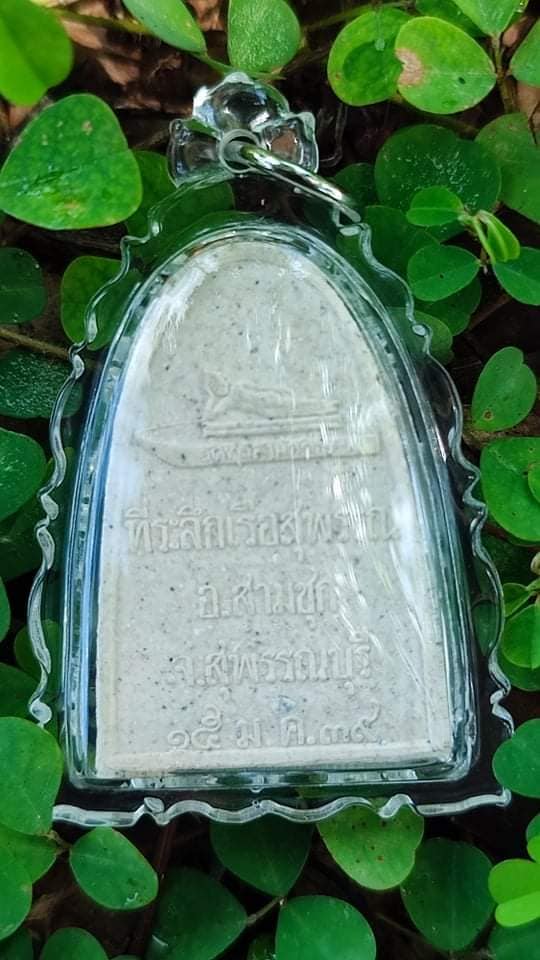 ที่ระลึกเรือสุพรรณ
อ.สามชุก
จ.สุพรรณบุรี
๑๕ ม ค.๓๙